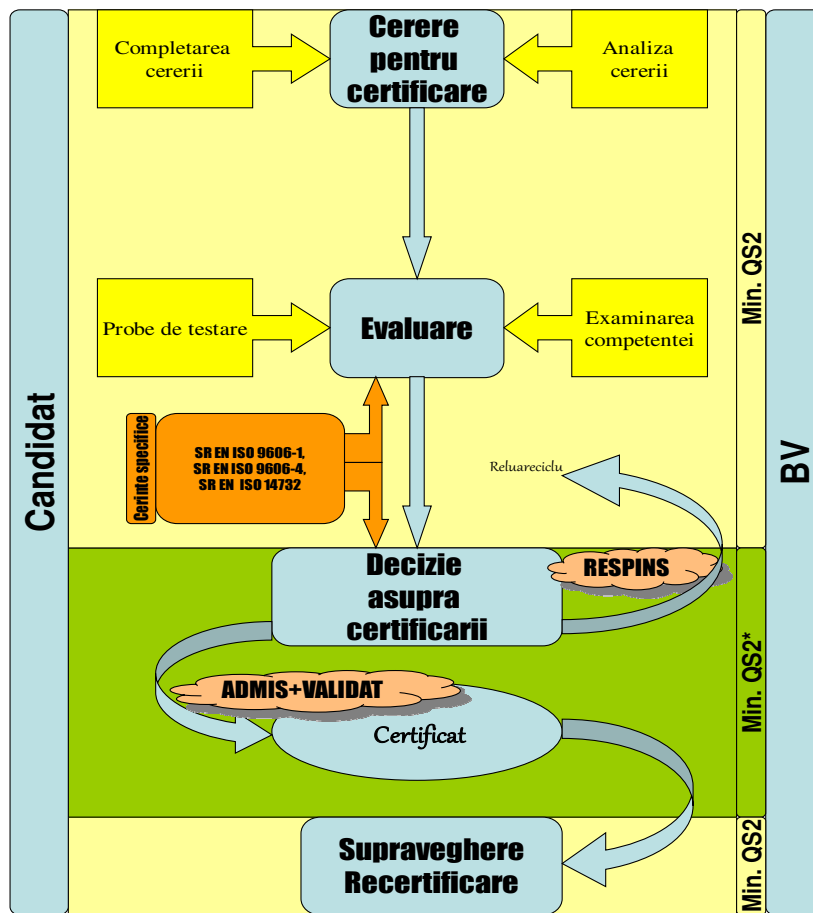 Candidat
Completarea
cererii
Cerere
pentru
certificare
Analiza
cererii
Min. QS2
BV
Probe de testare
Evaluare
Examinarea
competentei
Cerinte specifice
SR EN ISO 9606-1,
SR EN ISO 9606-4,
SR EN ISO 14732
Reluareciclu
Decizie
asupra
certificarii
RESPINS
Min. QS2*
ADMIS+VALIDAT
Certificat
Supraveghere
Recertificare
Min. QS2